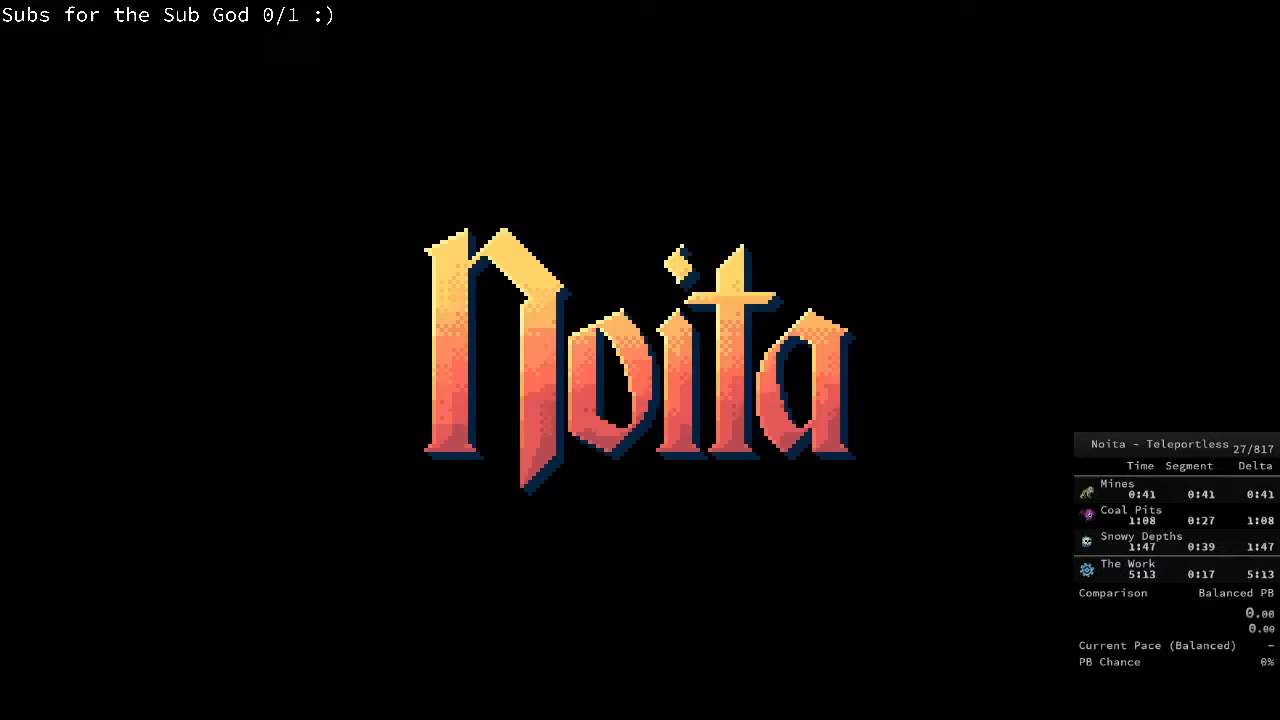 Subs for the Sub God 0/1 :)
Noita
Noita - Teleportless 27/817
Time Segment Delta
Mines
0:41 0:41 0:41
Coal Pits
1:08 0:27 1:08
Snowy Depths
1:47 0:39 1:47
The Work
5:13 0:17 5:13
Comparison Balanced PB
0.00
0.00
Current Pace (Balanced) -
PB Chance 0%